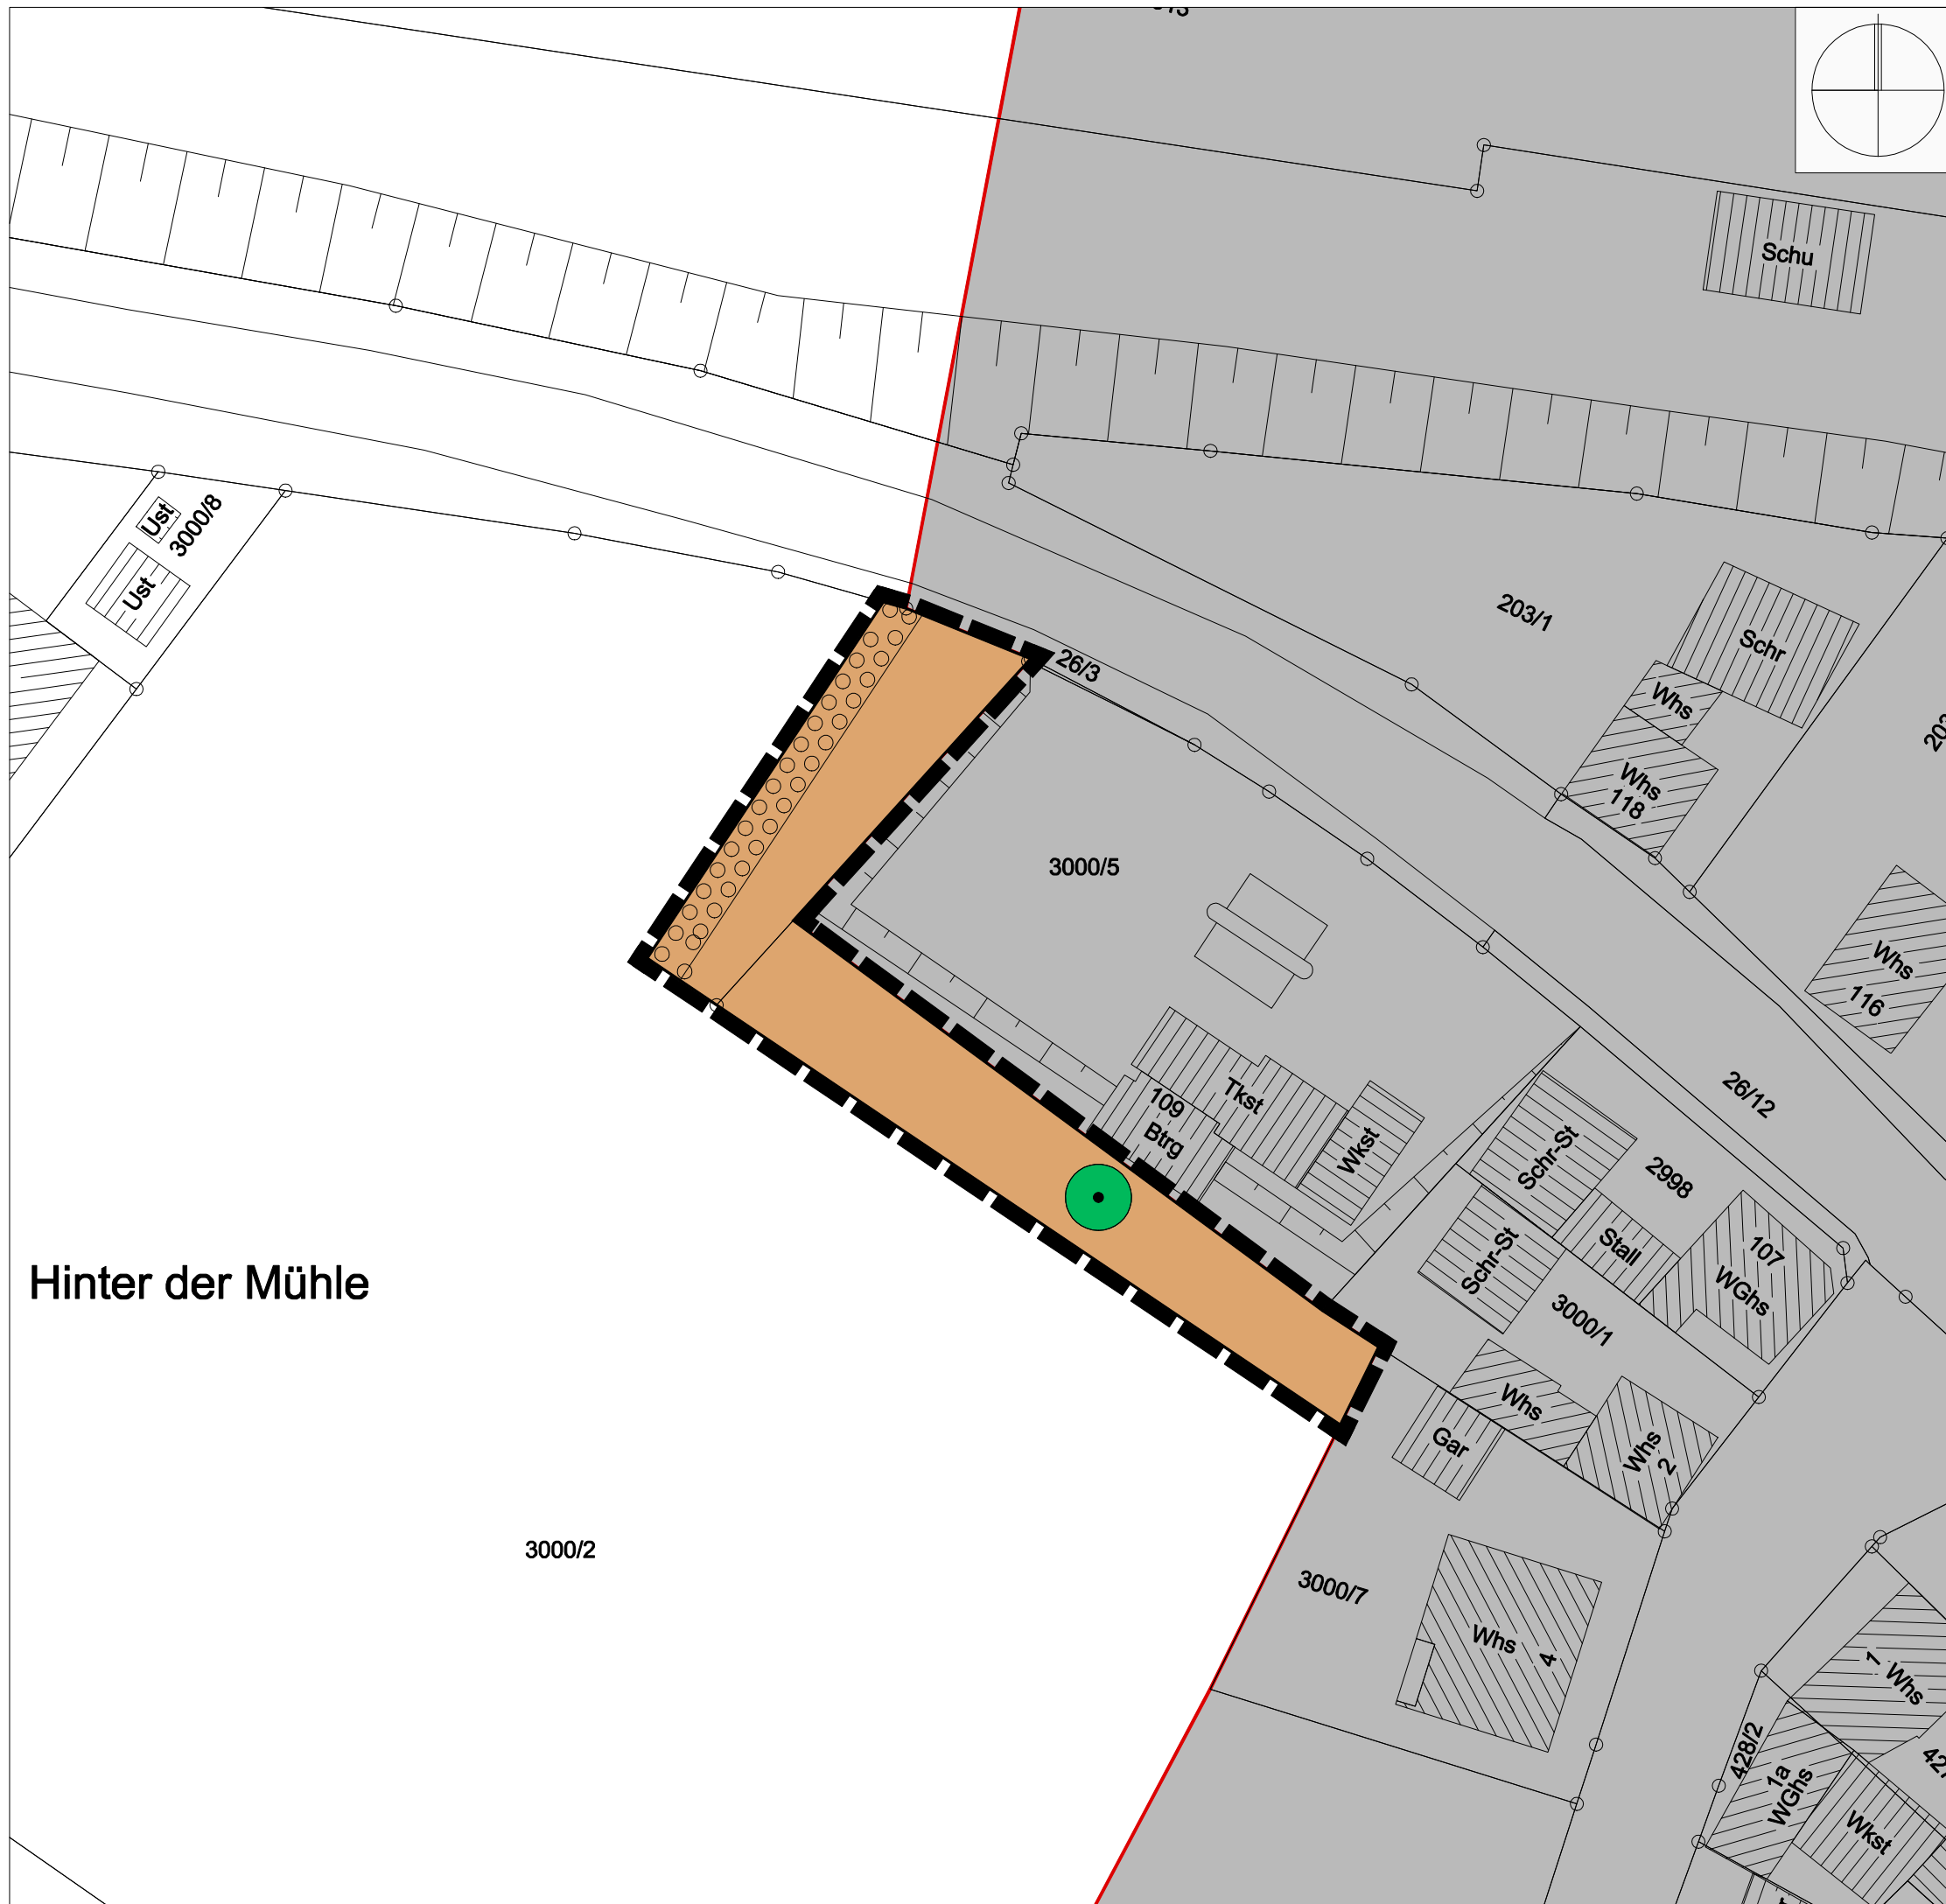 Schu
Ust
3000/8
Ust
203/1
Schr
26/3
Whs
Whs
118
3000/5
Whs
116
26/12
Tkst
109
Btrg
Wkst
Schr-St
2998
Stall
Schr-St
107
WGhs
Hinter der Mühle
3000/1
Whs
Gar
Whs
2
3000/2
3000/7
Whs
4
1
Whs
428/2
1a
WGhs
Wkst